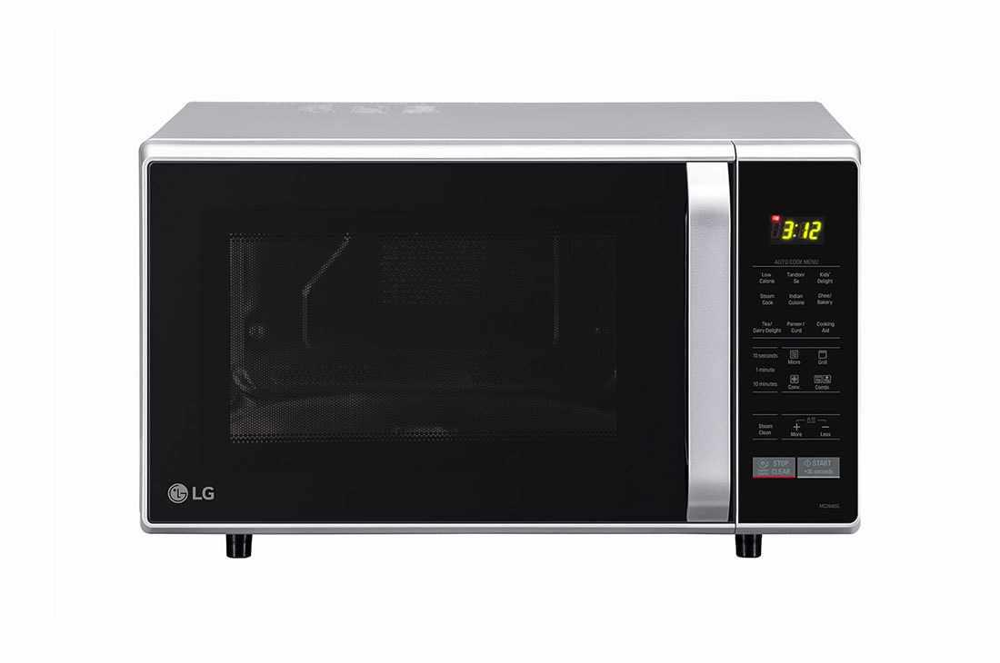 3:12
AUTO COOK MENU
Low Tandoor Kids'
Calorie Se Delight
Steam Indian Ghee/
Cook Cuisine Bakery
Tea/ Paneer/ Cooking
Dairy Delight Curd Aid
10 seconds
Micro Grill
1 minute
10 minutes
Conv. Combi.
Steam
Clean
+ −
More Less
STOP START
CLEAR +30 seconds
LG